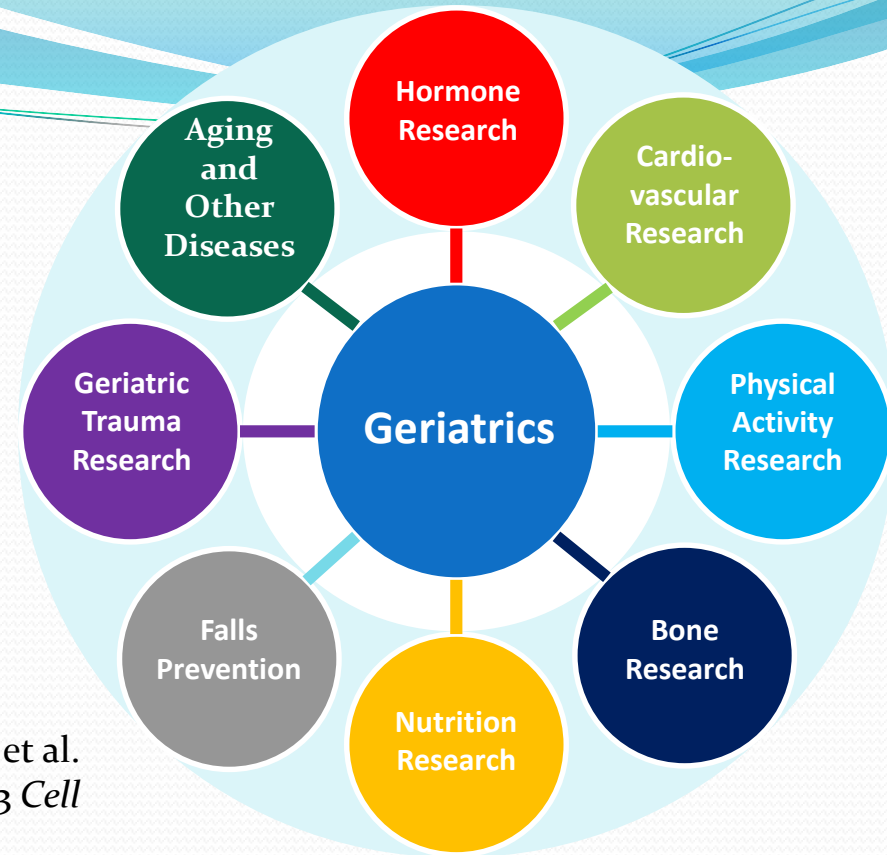 Hormone
Research
Cardio-
vascular
Research
Physical
Activity
Research
Bone
Research
Nutrition
Research
Falls
Prevention
Geriatric
Trauma
Research
Aging
and
Other
Diseases
Geriatrics
et al.
3 Cell